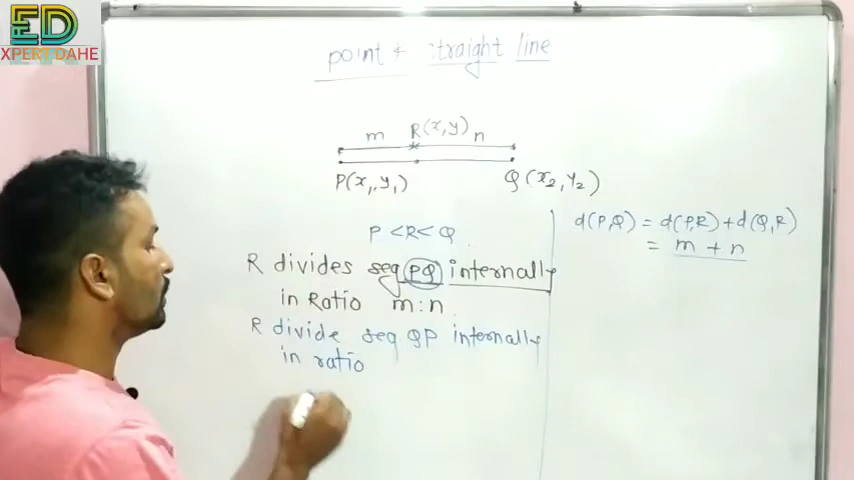 ED
XPERT DAHE
point & straight line
m R(x,y) n
P(x₁,y₁) Q(x₂,y₂)
P<R<Q
R divides seg PQ internally
in Ratio m:n
R divide seg QP internally
in ratio
d(P,Q) = d(P,R)+d(Q,R)
= m + n